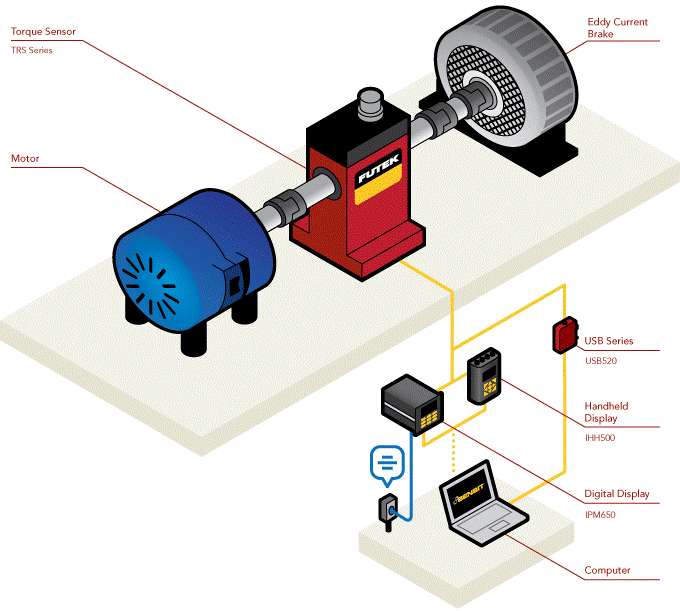 Torque Sensor
TRS Series
Eddy Current
Brake
Motor
FUTEK
USB Series
USB520
Handheld
Display
IHH500
Digital Display
IPM650
SENSIT
Computer